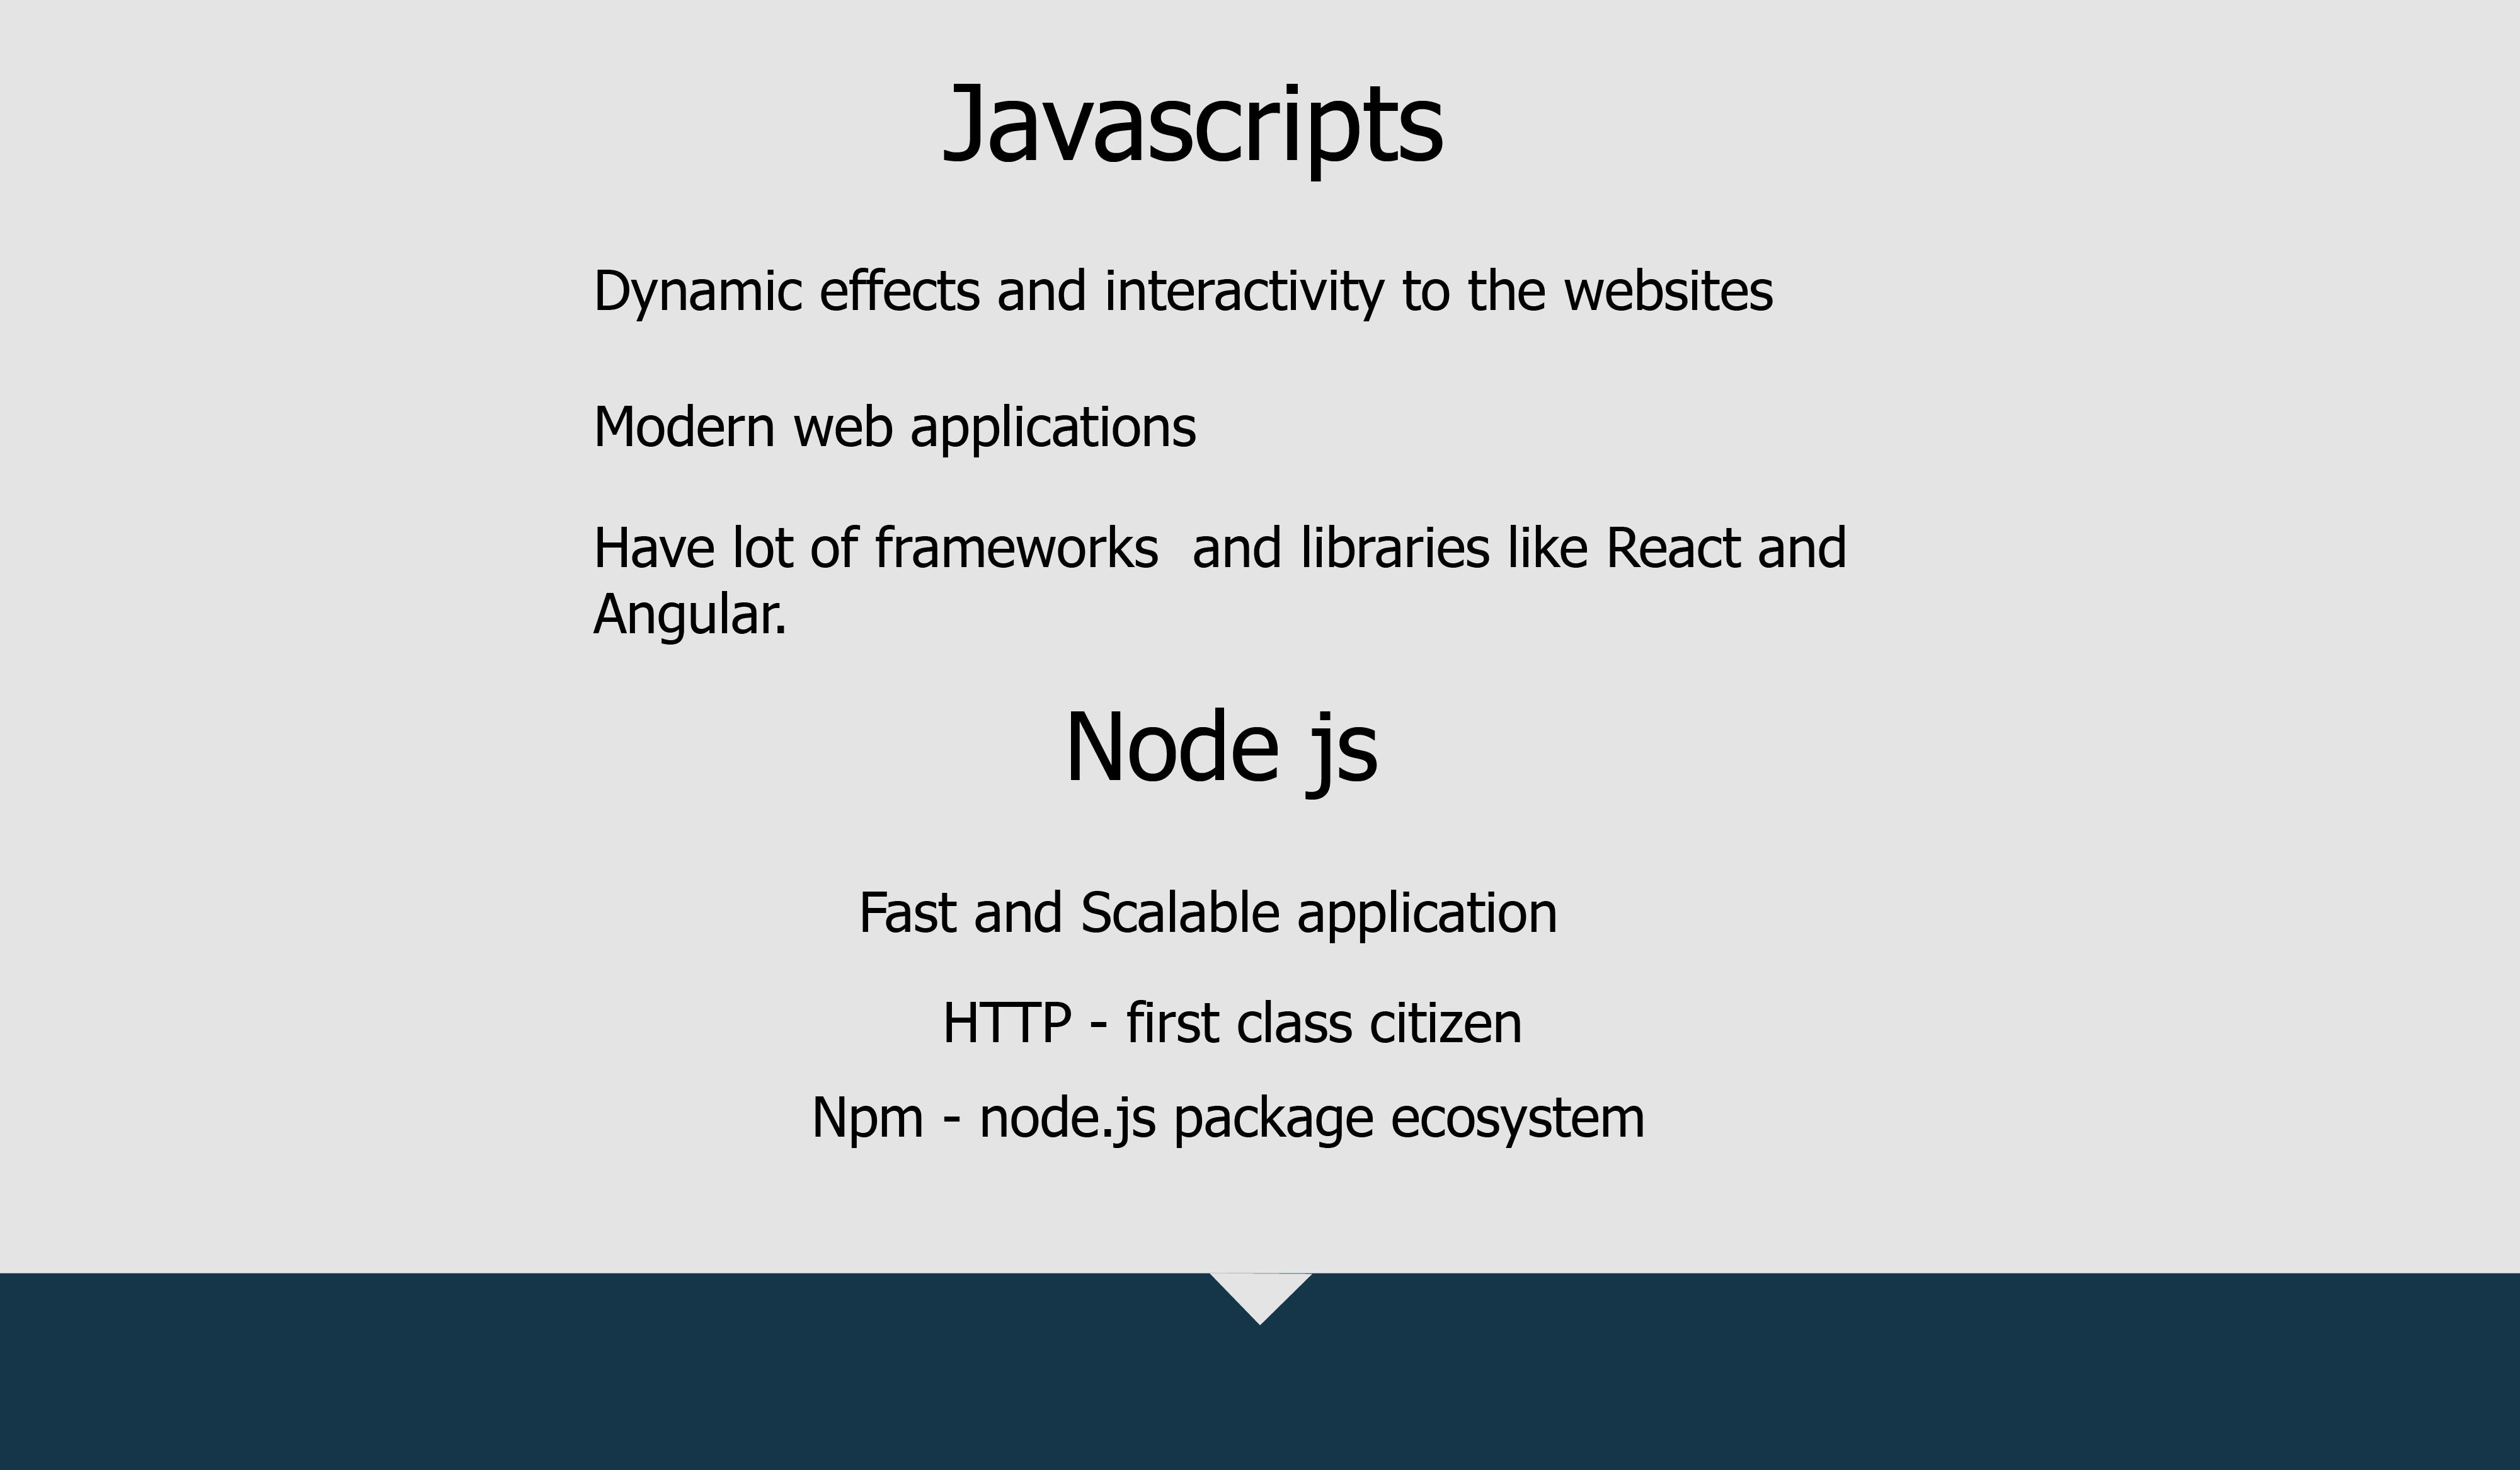 Javascripts
Dynamic effects and interactivity to the websites
Modern web applications
Have lot of frameworks  and libraries like React and
Angular.
Node js
Fast and Scalable application
HTTP - first class citizen
Npm - node.js package ecosystem